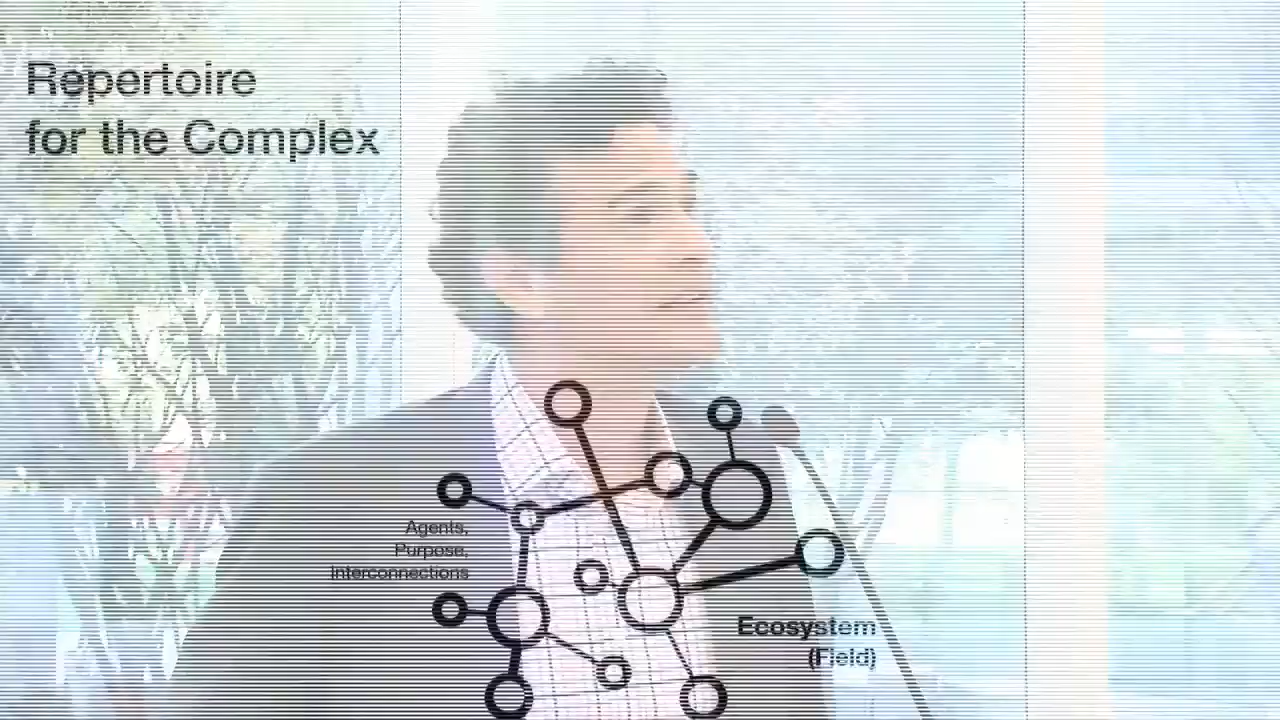 Repertoire
for the Complex
Agents,
Purpose,
Interconnections
Ecosystem
(Field)